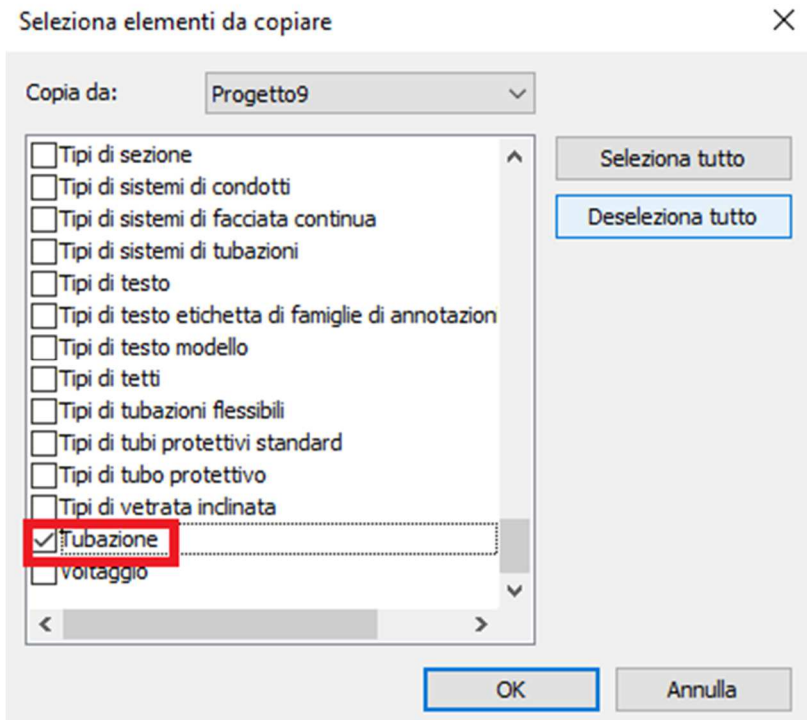 Seleziona elementi da copiare
Copia da: Progetto9
Tipi di sezione
Tipi di sistemi di condotti
Tipi di sistemi di facciata continua
Tipi di sistemi di tubazioni
Tipi di testo
Tipi di testo etichetta di famiglie di annotazioni
Tipi di testo modello
Tipi di tetti
Tipi di tubazioni flessibili
Tipi di tubi protettivi standard
Tipi di tubo protettivo
Tipi di vetrata inclinata
Tubazione
Voltaggio
Seleziona tutto
Deseleziona tutto
OK Annulla